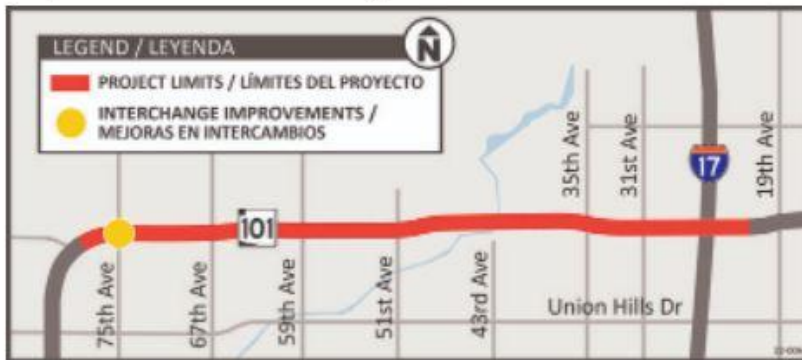 LEGEND / LEYENDA
N
PROJECT LIMITS / LÍMITES DEL PROYECTO
INTERCHANGE IMPROVEMENTS /
MEJORAS EN INTERCAMBIOS
35th Ave
31st Ave
17
19th Ave
101
75th Ave
67th Ave
59th Ave
51st Ave
43rd Ave
Union Hills Dr